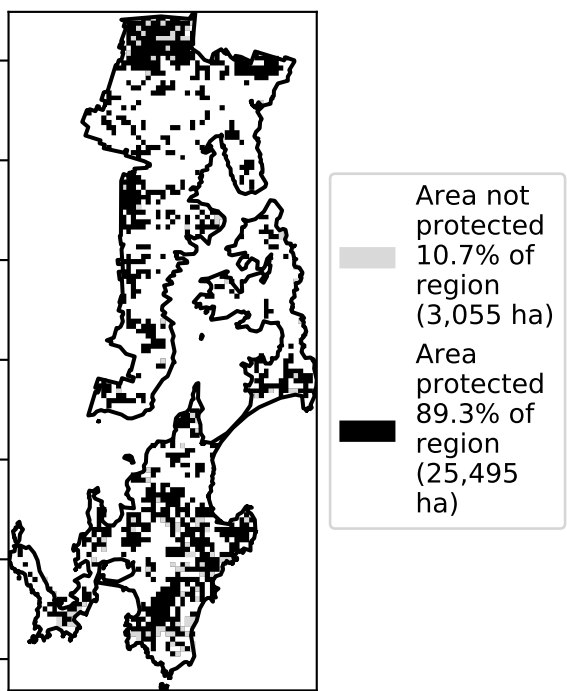 Area not
protected
10.7% of
region
(3,055 ha)
Area
protected
89.3% of
region
(25,495
ha)